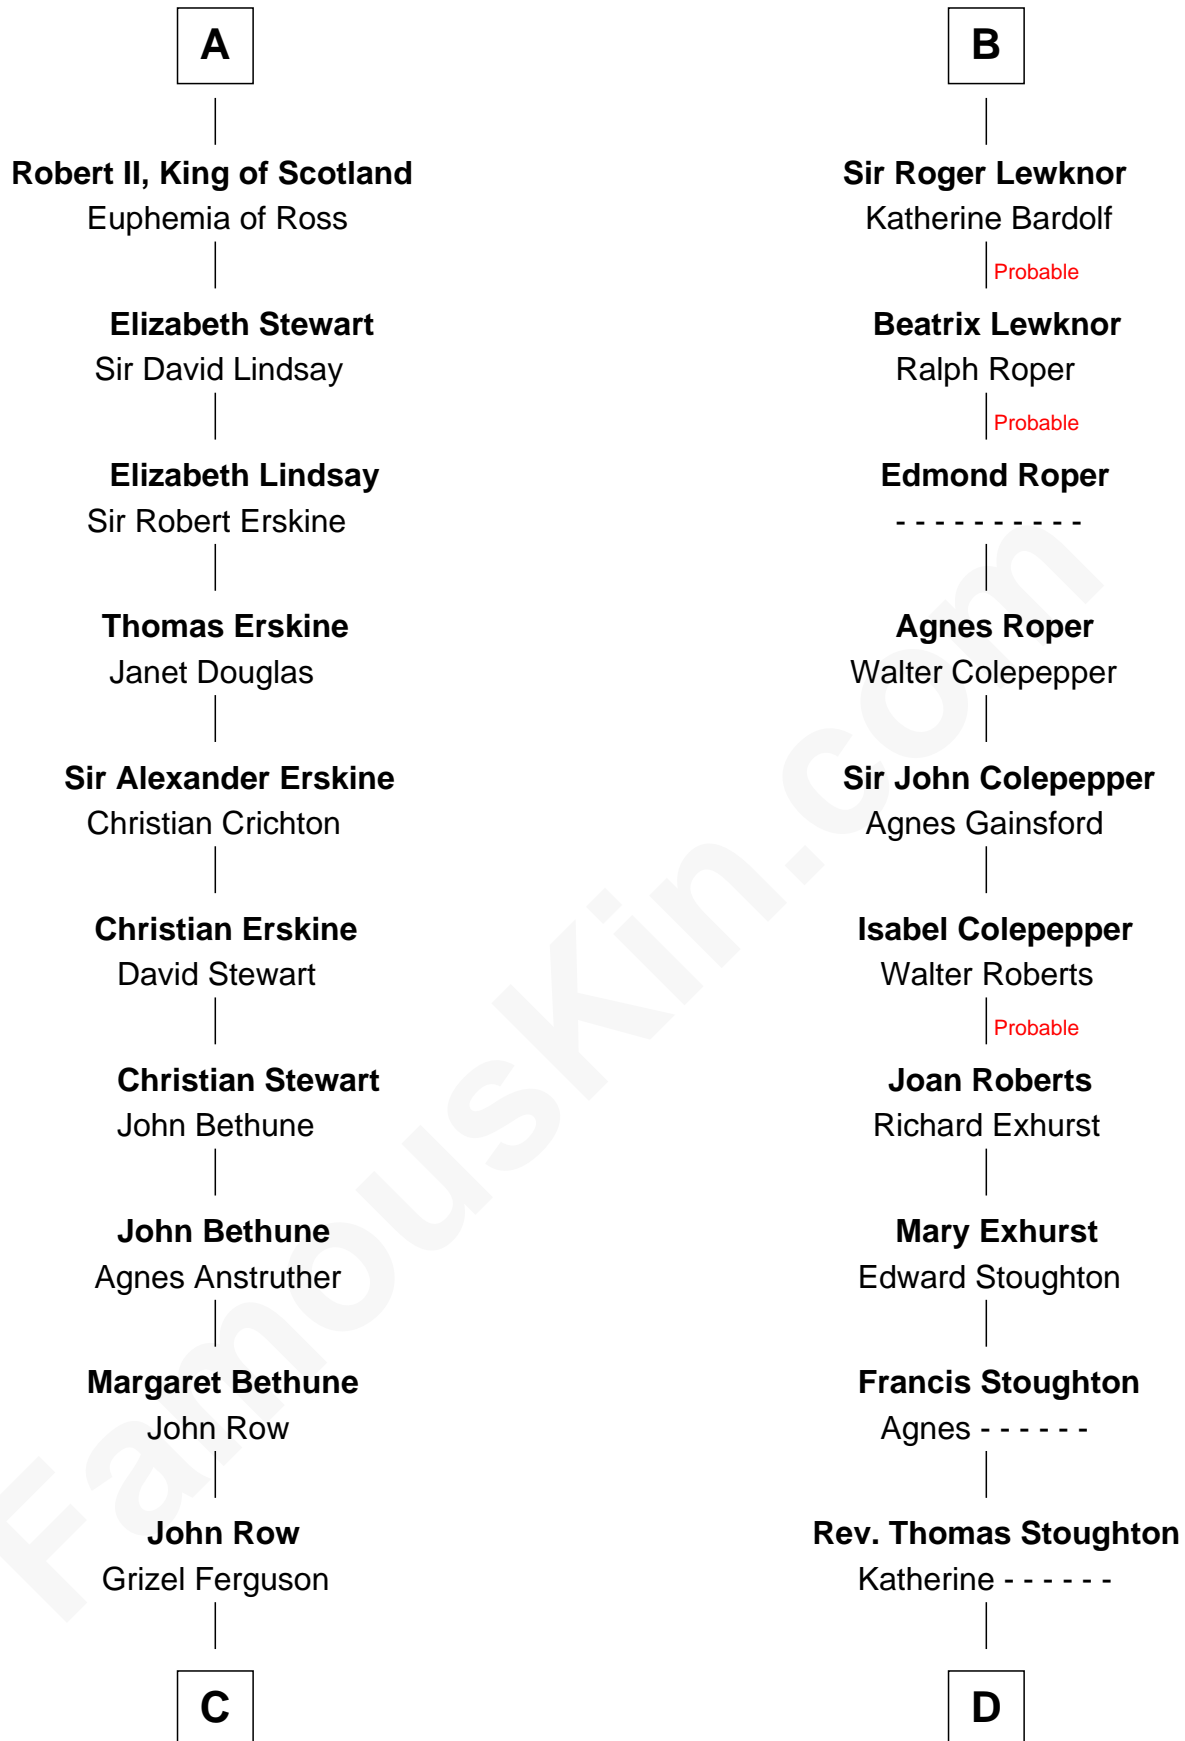 A
Robert II, King of Scotland
Euphemia of Ross
Elizabeth Stewart
Sir David Lindsay
Elizabeth Lindsay
Sir Robert Erskine
Thomas Erskine
Janet Douglas
Sir Alexander Erskine
Christian Crichton
Christian Erskine
David Stewart
Christian Stewart
John Bethune
John Bethune
Agnes Anstruther
Margaret Bethune
John Row
John Row
Grizel Ferguson
C
B
Sir Roger Lewknor
Katherine Bardolf
Probable
Beatrix Lewknor
Ralph Roper
Probable
Edmond Roper
- - - - - - - - - -
Agnes Roper
Walter Colepepper
Sir John Colepepper
Agnes Gainsford
Isabel Colepepper
Walter Roberts
Probable
Joan Roberts
Richard Exhurst
Mary Exhurst
Edward Stoughton
Francis Stoughton
Agnes - - - - - -
Rev. Thomas Stoughton
Katherine - - - - - -
D
FamousKin.com